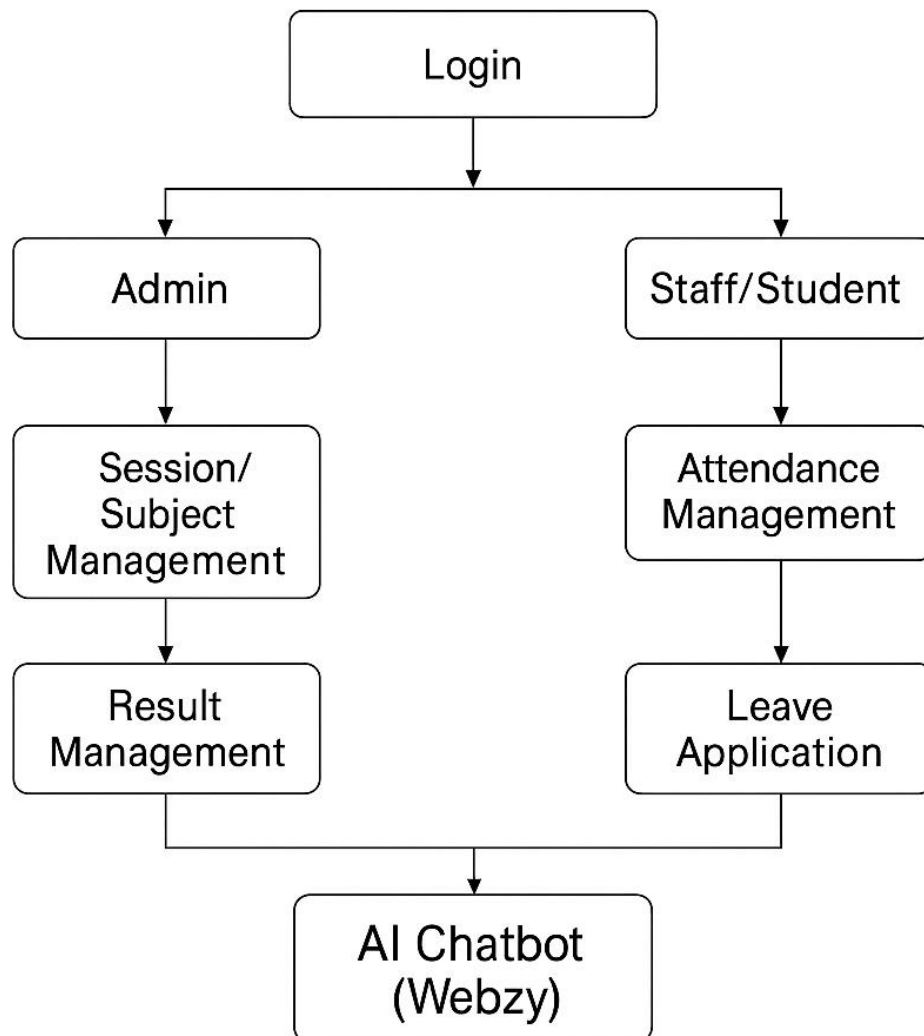 Login
Admin
Staff/Student
Session/
Subject
Management
Attendance
Management
Result
Management
Leave
Application
AI Chatbot
(Webzy)